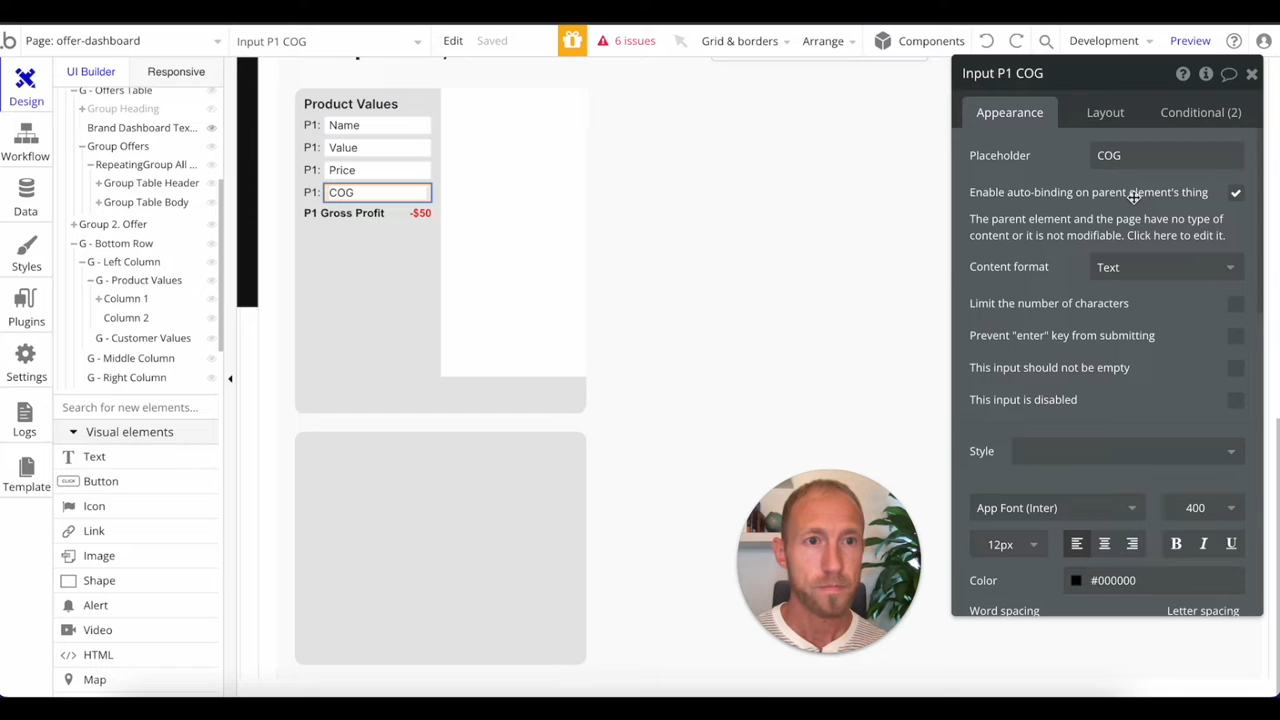 b Page: offer-dashboard Input P1 COG Edit Saved 6 issues Grid & borders Arrange Components Development Preview
UI Builder Responsive
Design
Workflow
Data
Styles
Plugins
Settings
Logs
Template
G - Offers Table
Group Heading
Brand Dashboard Tex...
Group Offers
RepeatingGroup All ...
Group Table Header
Group Table Body
Group 2. Offer
G - Bottom Row
G - Left Column
G - Product Values
Column 1
Column 2
G - Customer Values
G - Middle Column
G - Right Column
Search for new elements...
Visual elements
Text
CLICK Button
Icon
Link
Image
Shape
Alert
Video
</> HTML
Map
Product Values
P1: Name
P1: Value
P1: Price
P1: COG
P1 Gross Profit -$50
Input P1 COG
Appearance Layout Conditional (2)
Placeholder COG
Enable auto-binding on parent element's thing
The parent element and the page have no type of
content or it is not modifiable. Click here to edit it.
Content format Text
Limit the number of characters
Prevent "enter" key from submitting
This input should not be empty
This input is disabled
Style
App Font (Inter) 400
12px B I U
Color #000000
Word spacing Letter spacing